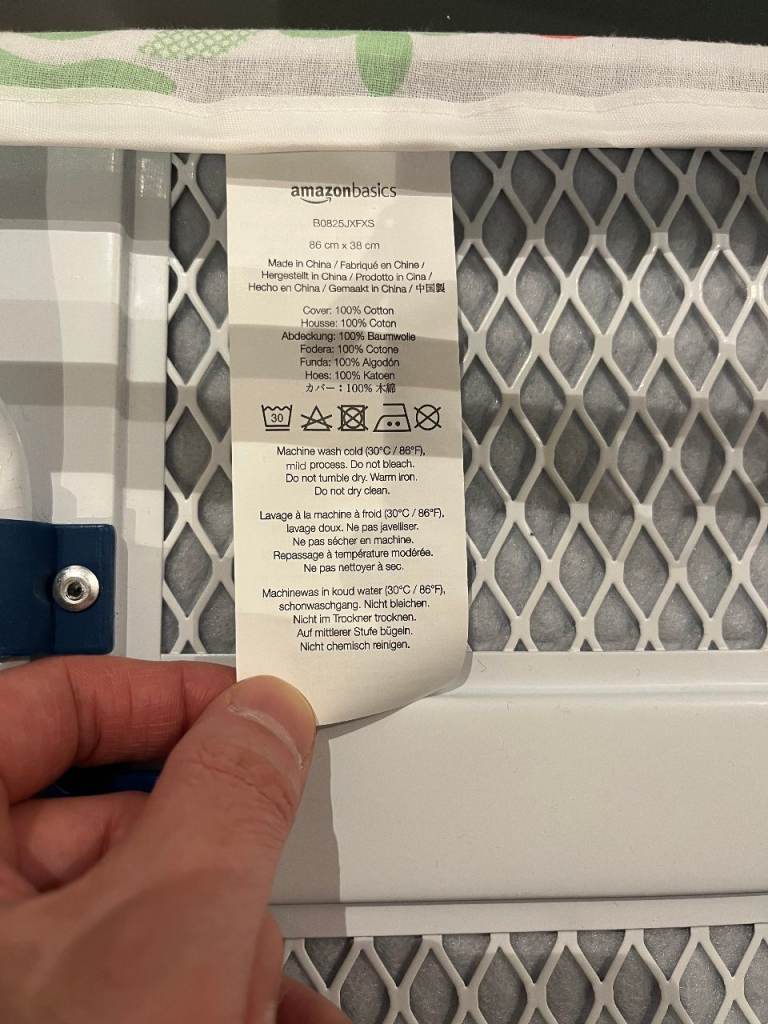 amazonbasics
B0825JXFXS
86 cm x 38 cm
Made in China / Fabriqué en Chine /
Hergestellt in China / Prodotto in Cina /
Hecho en China / Gemaakt in China / 中国製
Cover: 100% Cotton
Housse: 100% Coton
Abdeckung: 100% Baumwolle
Fodera: 100% Cotone
Funda: 100% Algodón
Hoes: 100% Katoen
カバー：100% 木綿
30
Machine wash cold (30°C / 86°F),
mild process. Do not bleach.
Do not tumble dry. Warm iron.
Do not dry clean.
Lavage à la machine à froid (30°C / 86°F),
lavage doux. Ne pas javelliser.
Ne pas sécher en machine.
Repassage à température modérée.
Ne pas nettoyer à sec.
Machinewas in koud water (30°C / 86°F),
schonwaschgang. Nicht bleichen.
Nicht im Trockner trocknen.
Auf mittlerer Stufe bügeln.
Nicht chemisch reinigen.